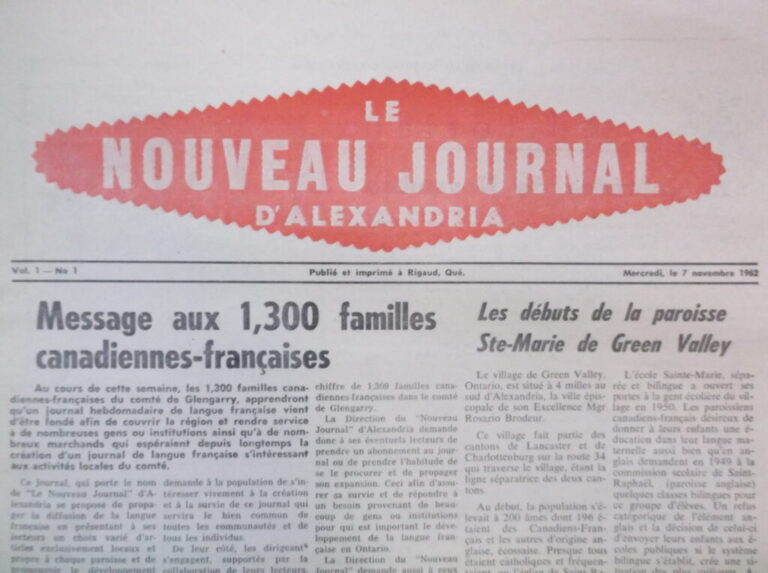 LE
NOUVEAU JOURNAL
D'ALEXANDRIA
Vol. 1 — No 1
Publié et imprimé à Rigaud, Qué.
Mercredi, le 7 novembre 1962
Message aux 1,300 familles
canadiennes-françaises
Au cours de cette semaine, les 1,300 familles cana-
diennes-françaises du comté de Glengarry, apprendront
qu'un journal hebdomadaire de langue française vient
d'être fondé afin de couvrir la région et rendre service
à de nombreuses gens ou institutions ainsi qu'à de nom-
breux marchands qui espéraient depuis longtemps la
création d'un journal de langue française s'intéressant
aux activités locales du comté.
Ce journal, qui porte le nom
de "Le Nouveau Journal" d'A-
lexandria se propose de propa-
ger la diffusion de la langue
française en présentant à ses
lecteurs un choix varié d'ar-
ticles exclusivement locaux et
propre à chaque paroisse et de
promouvoir le développement
demande à la population de s'in-
téresser vivement à la création
et à la survie de ce journal qui
servira le bien commun de
toutes les communautés et de
tous les individus.
De leur côté, les dirigeants
s'engagent, supportés par la
collaboration de leurs lecteurs,
chiffre de 1,309 familles cana-
diennes-françaises dans le comté
de Glengarry.
La Direction du "Nouveau
Journal" d'Alexandria demande
donc à ses éventuels lecteurs de
prendre un abonnement au jour-
nal ou de prendre l'habitude de
se le procurer et de propager
son expansion. Ceci afin d'assu-
rer sa survie et de répondre à
un besoin provenant de beau-
coup de gens ou institutions
pour qui est important le déve-
loppement de la langue fran-
çaise en Ontario.
La Direction du "Nouveau
Journal" demande aussi à ceux
Les débuts de la paroisse
Ste-Marie de Green Valley
Le village de Green Valley,
Ontario, est situé à 4 milles au
sud d'Alexandria, la ville épis-
copale de son Excellence Mgr
Rosario Brodeur.
Ce village fait partie des
cantons de Lancaster et de
Charlottenburg sur la route 34
qui traverse le village, étant la
ligne séparatrice des deux can-
tons.
Au début, la population s'é-
levait à 200 âmes dont 196 é-
taient des Canadiens-Fran-
çais et les autres d'origine an-
glaise, écossaise. Presque tous
étaient catholiques et fréquen-
L'école Sainte-Marie, sépa-
rée et bilingue a ouvert ses
portes à la gent écolière du vil-
lage en 1950. Les paroissiens
canadiens-français désireux de
donner à leurs enfants une é-
ducation dans leur langue ma-
ternelle aussi bien qu'en an-
glais demandent en 1949 à la
commission scolaire de Saint-
Raphaël, (paroisse anglaise)
quelques classes bilingues pour
ce groupe d'élèves. Un refus
catégorique de l'élément an-
glais et la décision de celui-ci
d'envoyer leurs enfants aux é-
coles publiques si le système
bilingue s'établit, crée une si-